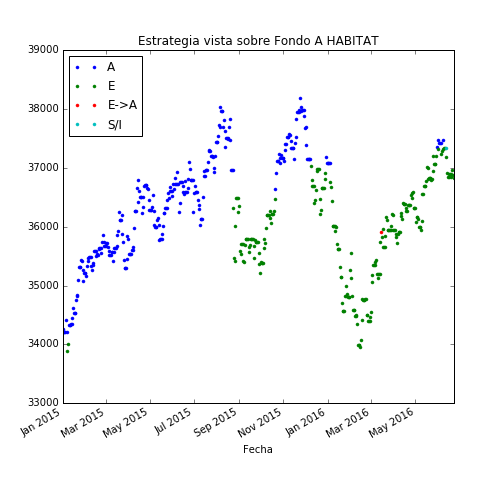 Estrategia vista sobre Fondo A HABITAT
39000
38000
37000
36000
35000
34000
33000
A
E
E->A
S/I
Jan 2015
Mar 2015
May 2015
Jul 2015
Sep 2015
Nov 2015
Jan 2016
Mar 2016
May 2016
Fecha